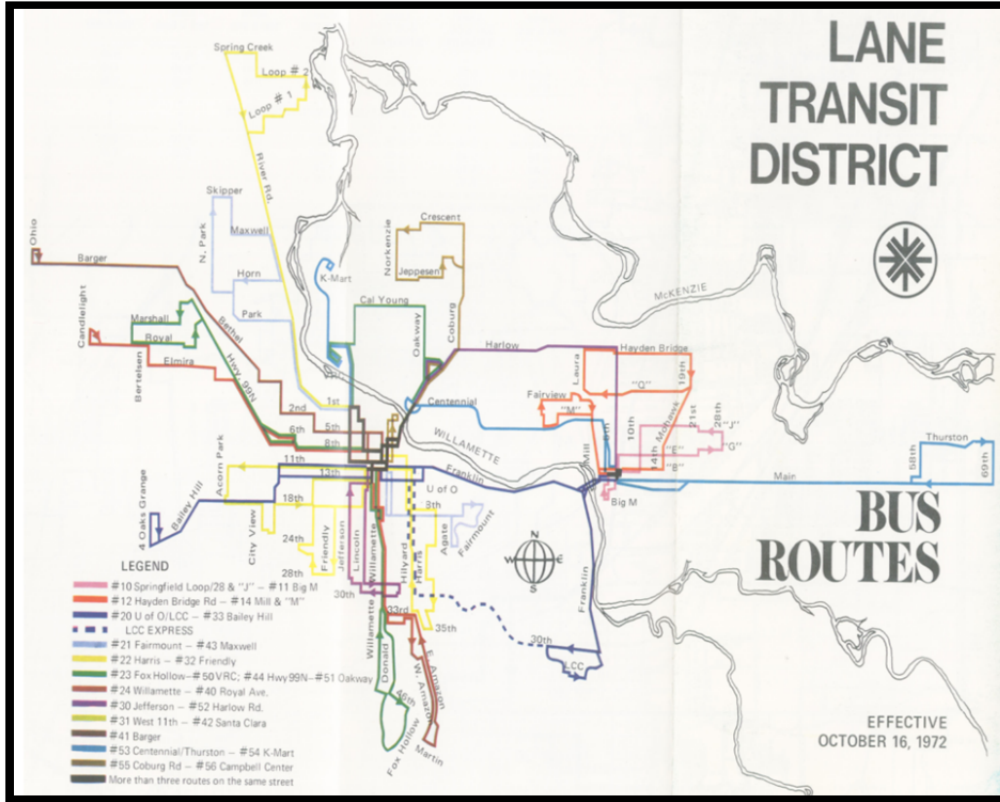 LANE
TRANSIT
DISTRICT
Spring Creek
Loop # 2
Loop # 1
River Rd.
Skipper
N. Park
Maxwell
Horn
Park
Ohio
Barger
Candlelight
Marshall
Royal
Bertelsen
Elmira
Bethel
Hwy. 99N
K-Mart
Norkenzie
Crescent
Jeppesen
Cal Young
Oakway
Coburg
McKENZIE
Harlow
Hayden Bridge
Laura
"Q"
19th
Fairview
"M"
Centennial
WILLAMETTE
Mill
10th
14th
Mohawk
21st
28th
"J"
"G"
1st
2nd
5th
6th
8th
11th
13th
18th
24th
28th
Acorn Park
4 Oaks Grange
Bailey Hill
City View
Friendly
Jefferson
Lincoln
Willamette
Hilyard
Harris
Agate
Fairmount
U of O
Franklin
Main
Big M
58th
Thurston
69th
30th
33rd
35th
Willamette
Donald
46th
Fox Hollow
W. Amazon
E. Amazon
Martin
Franklin
30th
LCC
N
W
E
S
BUS
ROUTES
LEGEND
#10 Springfield Loop/28 & "J" – #11 Big M
#12 Hayden Bridge Rd – #14 Mill & "M"
#20 U of O/LCC – #33 Bailey Hill
LCC EXPRESS
#21 Fairmount – #43 Maxwell
#22 Harris – #32 Friendly
#23 Fox Hollow–#50 VRC; #44 Hwy 99N–#51 Oakway
#24 Willamette – #40 Royal Ave.
#30 Jefferson – #52 Harlow Rd.
#31 West 11th – #42 Santa Clara
#41 Barger
#53 Centennial/Thurston – #54 K-Mart
#55 Coburg Rd – #56 Campbell Center
More than three routes on the same street
EFFECTIVE
OCTOBER 16, 1972